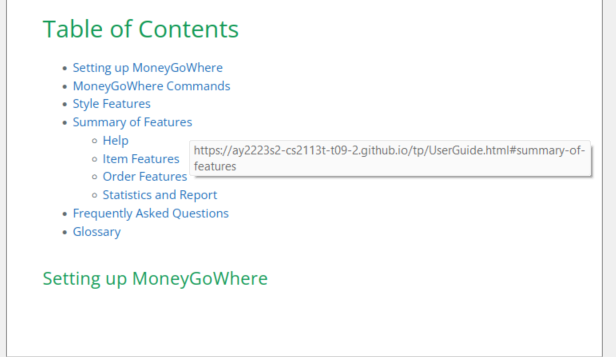 Table of Contents
Setting up MoneyGoWhere
MoneyGoWhere Commands
Style Features
Summary of Features
Help
https://ay2223s2-cs2113t-t09-2.github.io/tp/UserGuide.html#summary-of-
features
Item Features
Order Features
Statistics and Report
Frequently Asked Questions
Glossary
Setting up MoneyGoWhere